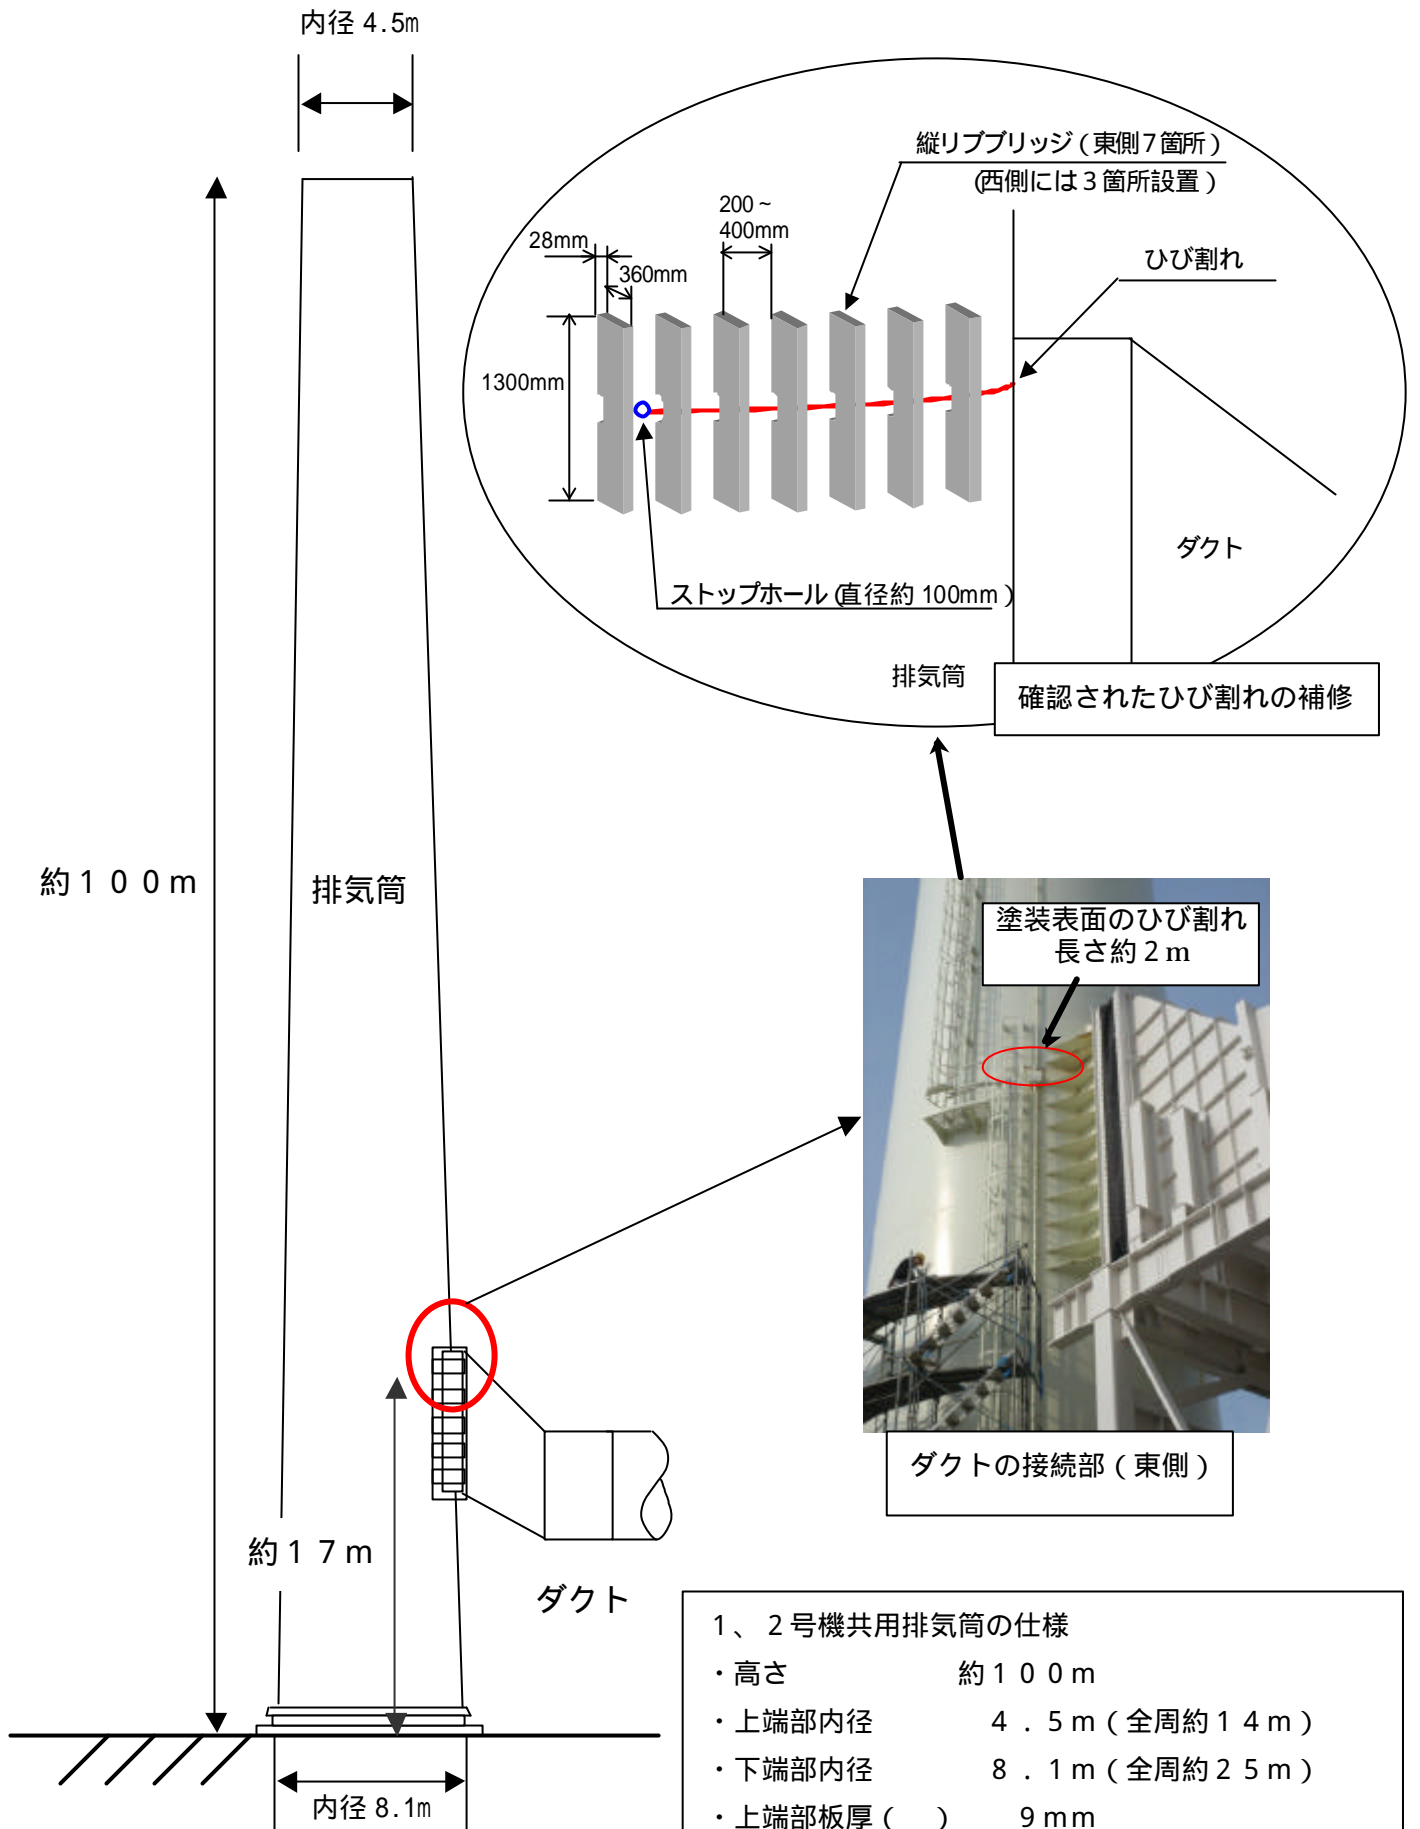 内径 4.5m
縦リブブリッジ（東側７箇所）
（西側には３箇所設置）
200～
400mm
28mm
360mm
ひび割れ
1300mm
ダクト
ストップホール（直径約 100mm）
排気筒
確認されたひび割れの補修
約１００ｍ
排気筒
塗装表面のひび割れ
長さ約２ｍ
ダクトの接続部（東側）
約１７ｍ
ダクト
１、２号機共用排気筒の仕様
・高さ　約１００ｍ
・上端部内径　４．５ｍ（全周約１４ｍ）
・下端部内径　８．１ｍ（全周約２５ｍ）
・上端部板厚（　）　９ｍｍ
内径 8.1m